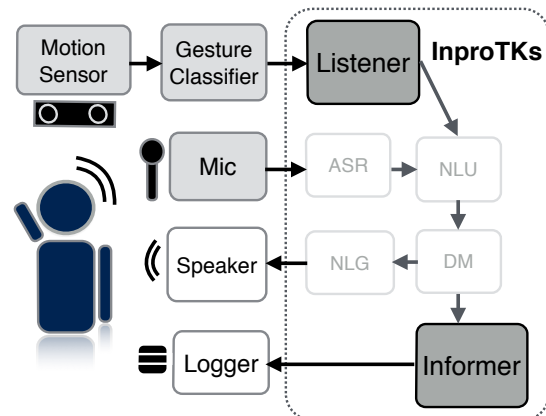 Motion
Sensor
Gesture
Classifier
Listener
InproTKs
Mic
ASR
NLU
Speaker
NLG
DM
Logger
Informer